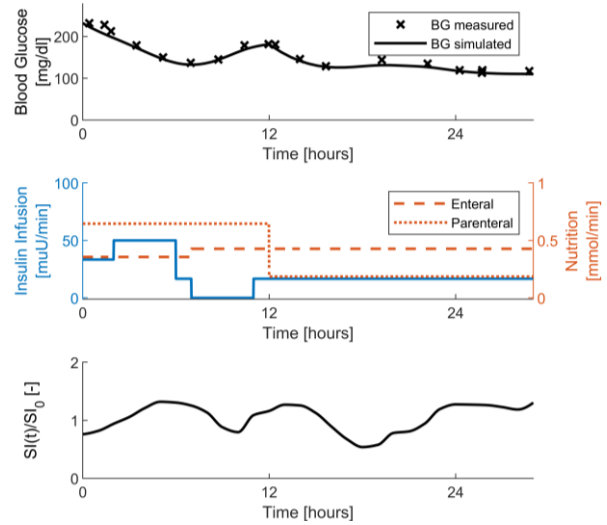 Blood Glucose
[mg/dl]
200
100
0
BG measured
BG simulated
0
12
24
Time [hours]
Insulin Infusion
[muU/min]
100
50
0
Enteral
Parenteral
1
0.5
0
Nutrition
[mmol/min]
0
12
24
Time [hours]
SI(t)/SI0 [-]
2
1
0
0
12
24
Time [hours]